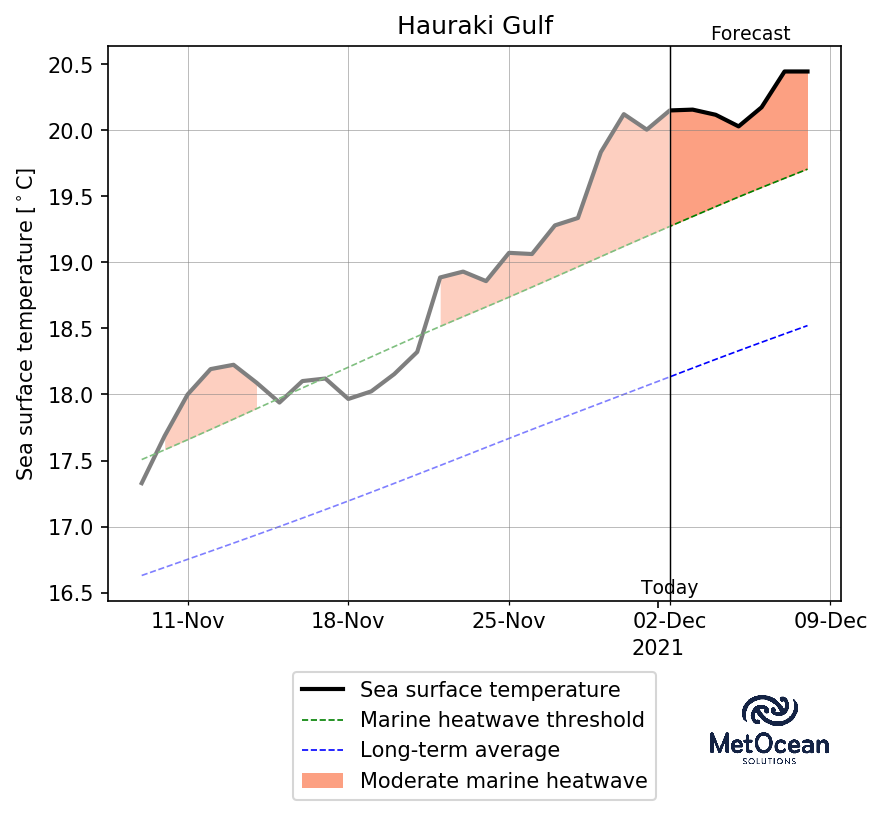 Hauraki Gulf
Forecast
Sea surface temperature [°C]
20.5
20.0
19.5
19.0
18.5
18.0
17.5
17.0
16.5
Today
11-Nov 18-Nov 25-Nov 02-Dec 09-Dec
2021
Sea surface temperature
Marine heatwave threshold
Long-term average
Moderate marine heatwave
MetOcean
SOLUTIONS